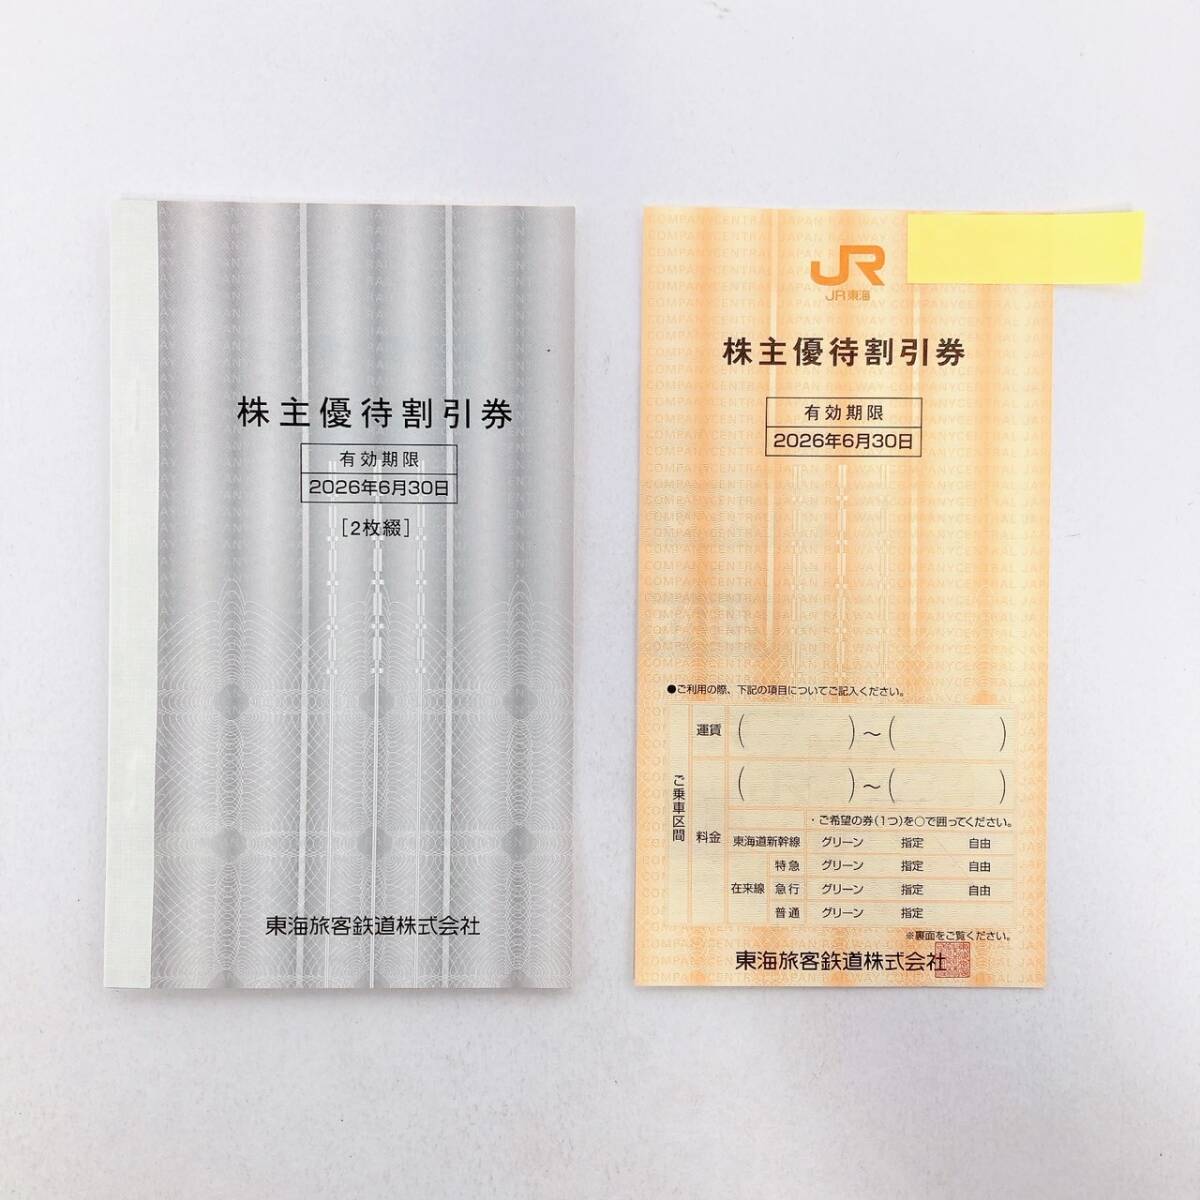 株主優待割引券
有効期限
2026年6月30日
[2枚綴]
東海旅客鉄道株式会社
JR
JR東海
株主優待割引券
有効期限
2026年6月30日
●ご利用の際、下記の項目についてご記入ください。
ご乗車区間
運賃 ( )～( )
料金 ( )～( )
・ご希望の券(1つ)を○で囲ってください。
東海道新幹線 グリーン 指定 自由
在来線 特急 グリーン 指定 自由
急行 グリーン 指定 自由
普通 グリーン 指定
※裏面をご覧ください。
東海旅客鉄道株式会社